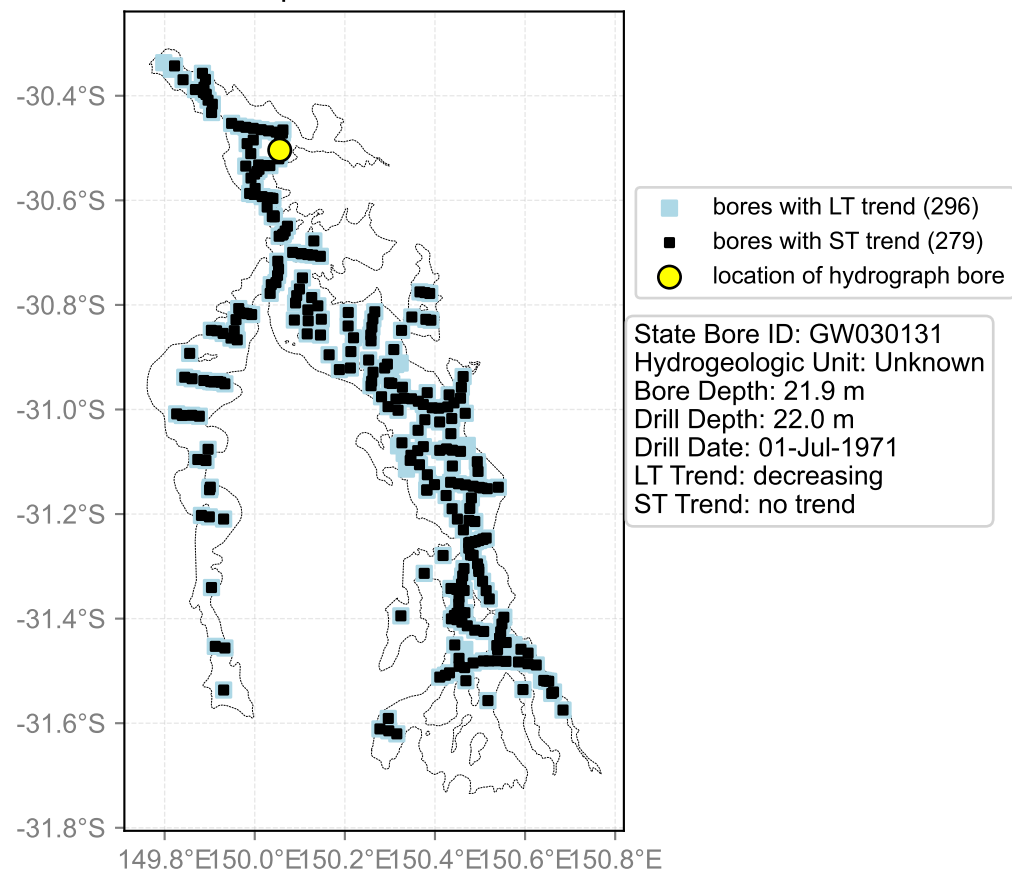 -30.4°S
-30.6°S
-30.8°S
-31.0°S
-31.2°S
-31.4°S
-31.6°S
-31.8°S
149.8°E150.0°E150.2°E150.4°E150.6°E150.8°E
bores with LT trend (296)
bores with ST trend (279)
location of hydrograph bore
State Bore ID: GW030131
Hydrogeologic Unit: Unknown
Bore Depth: 21.9 m
Drill Depth: 22.0 m
Drill Date: 01-Jul-1971
LT Trend: decreasing
ST Trend: no trend